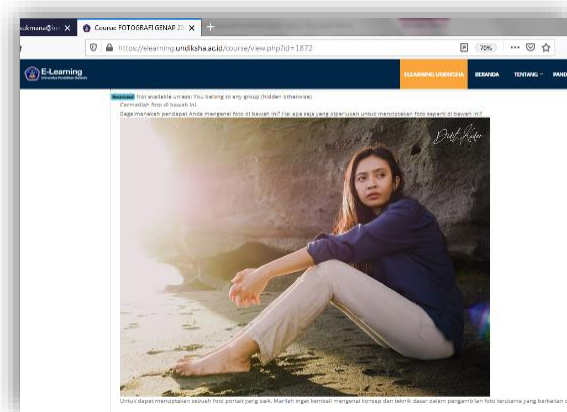 Course: FOTOGRAFI GENAP 20
https://elearning.undiksha.ac.id/course/view.php?id=1872
70%
E-Learning
ELEARNING UNDIKSHA BERANDA TENTANG
Restricted Not available unless: You belong to any group (hidden otherwise)
Cermatilah foto di bawah ini
Bagaimanakah pendapat Anda mengenai foto di bawah ini? Hal apa saja yang diperlukan untuk menciptakan foto seperti di bawah ini?
Untuk dapat menciptakan sebuah foto portait yang baik. Marilah ingat kembali mengenai konsep dan teknik dasar dalam pengambilan foto terutama yang berkaitan